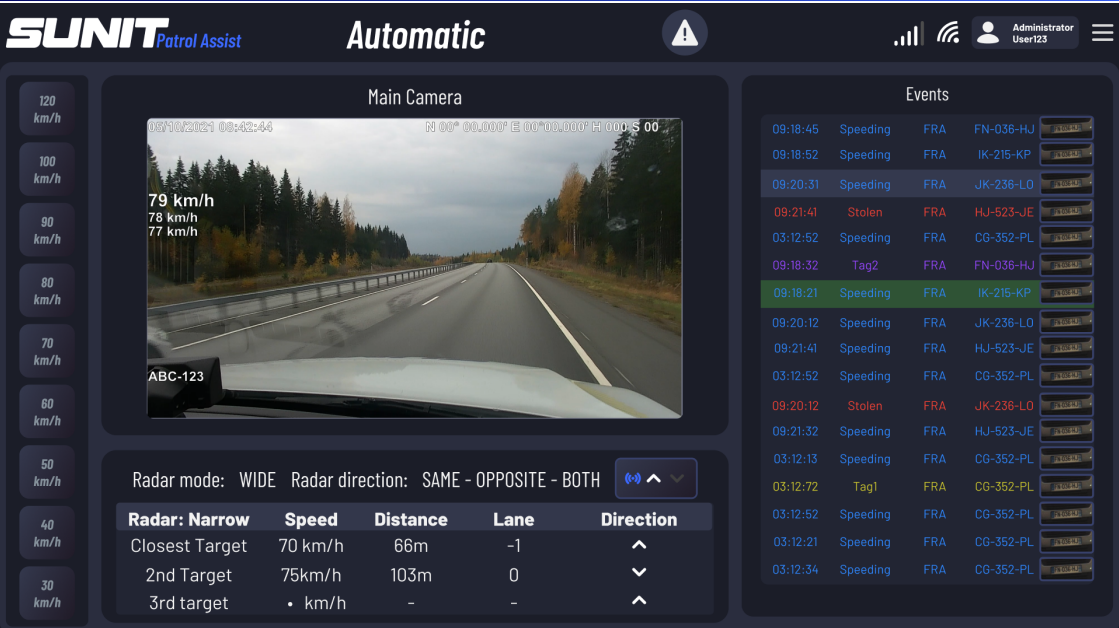 SUNIT Patrol Assist
Automatic
Administrator
User123
120
km/h
100
km/h
90
km/h
80
km/h
70
km/h
60
km/h
50
km/h
40
km/h
30
km/h
Main Camera
05/10/2021 08:42:44 N 00° 00.000' E 00°00.000' H 000 S 00
79 km/h
78 km/h
77 km/h
ABC-123
Radar mode: WIDE Radar direction: SAME - OPPOSITE - BOTH
Radar: Narrow Speed Distance Lane Direction
Closest Target 70 km/h 66m -1
2nd Target 75km/h 103m 0
3rd target • km/h - -
Events
09:18:45 Speeding FRA FN-036-HJ
09:18:52 Speeding FRA IK-215-KP
09:20:31 Speeding FRA JK-236-LO
09:21:41 Stolen FRA HJ-523-JE
03:12:52 Speeding FRA CG-352-PL
09:18:32 Tag2 FRA FN-036-HJ
09:18:21 Speeding FRA IK-215-KP
09:20:12 Speeding FRA JK-236-LO
09:21:41 Speeding FRA HJ-523-JE
03:12:52 Speeding FRA CG-352-PL
09:20:12 Stolen FRA JK-236-LO
09:21:32 Speeding FRA HJ-523-JE
03:12:13 Speeding FRA CG-352-PL
03:12:72 Tag1 FRA CG-352-PL
03:12:52 Speeding FRA CG-352-PL
03:12:21 Speeding FRA CG-352-PL
03:12:34 Speeding FRA CG-352-PL